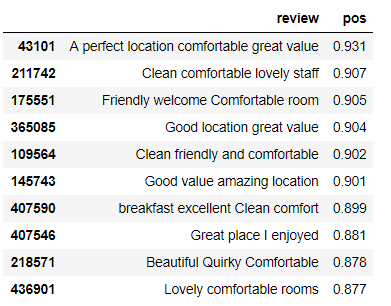 review pos
43101 A perfect location comfortable great value 0.931
211742 Clean comfortable lovely staff 0.907
175551 Friendly welcome Comfortable room 0.905
365085 Good location great value 0.904
109564 Clean friendly and comfortable 0.902
145743 Good value amazing location 0.901
407590 breakfast excellent Clean comfort 0.899
407546 Great place I enjoyed 0.881
218571 Beautiful Quirky Comfortable 0.878
436901 Lovely comfortable rooms 0.877